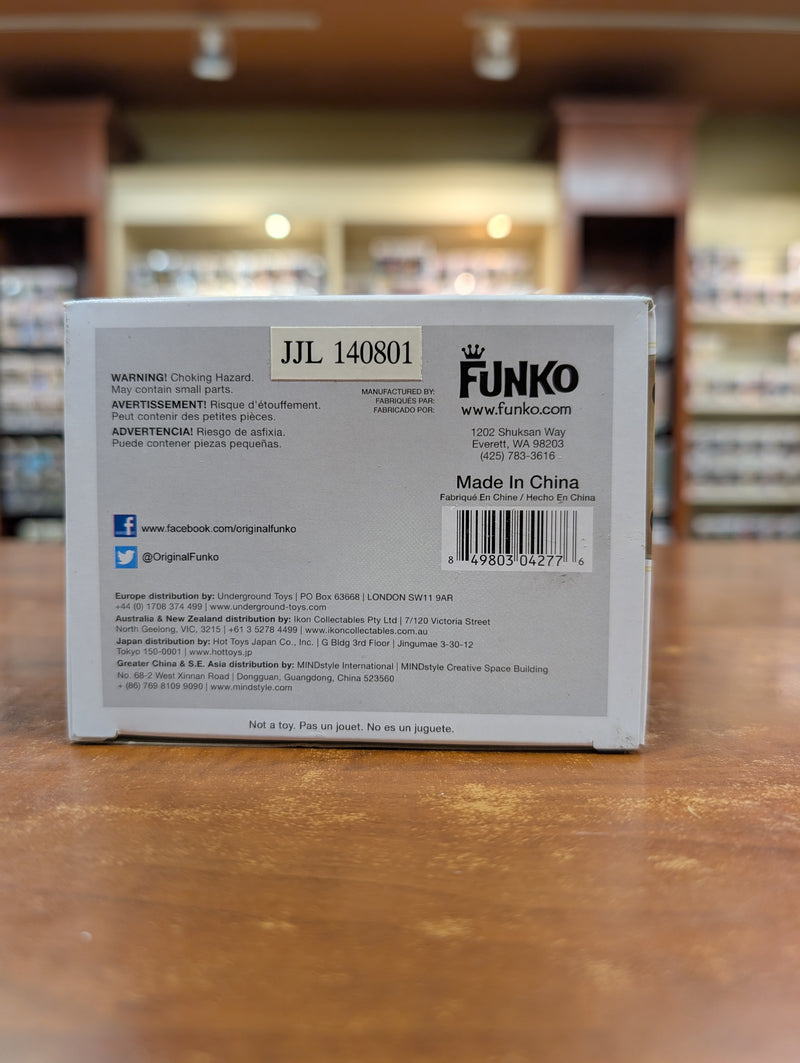 JJL 140801
WARNING! Choking Hazard.
May contain small parts.
AVERTISSEMENT! Risque d'étouffement.
Peut contenir des petites pièces.
ADVERTENCIA! Riesgo de asfixia.
Puede contener piezas pequeñas.
MANUFACTURED BY:
FABRIQUÉS PAR:
FABRICADO POR:
FUNKO
www.funko.com
1202 Shuksan Way
Everett, WA 98203
(425) 783-3616
Made In China
Fabriqué En Chine / Hecho En China
8 49803 04277 6
f www.facebook.com/originalfunko
@OriginalFunko
Europe distribution by: Underground Toys | PO Box 63668 | LONDON SW11 9AR
+44 (0) 1708 374 499 | www.underground-toys.com
Australia & New Zealand distribution by: Ikon Collectables Pty Ltd | 7/120 Victoria Street
North Geelong, VIC, 3215 | +61 3 5278 4499 | www.ikoncollectables.com.au
Japan distribution by: Hot Toys Japan Co., Inc. | G Bldg 3rd Floor | Jingumae 3-30-12
Tokyo 150-0001 | www.hottoys.jp
Greater China & S.E. Asia distribution by: MINDstyle International | MINDstyle Creative Space Building
No. 68-2 West Xinnan Road | Dongguan, Guangdong, China 523560
+ (86) 769 8109 9090 | www.mindstyle.com
Not a toy. Pas un jouet. No es un juguete.